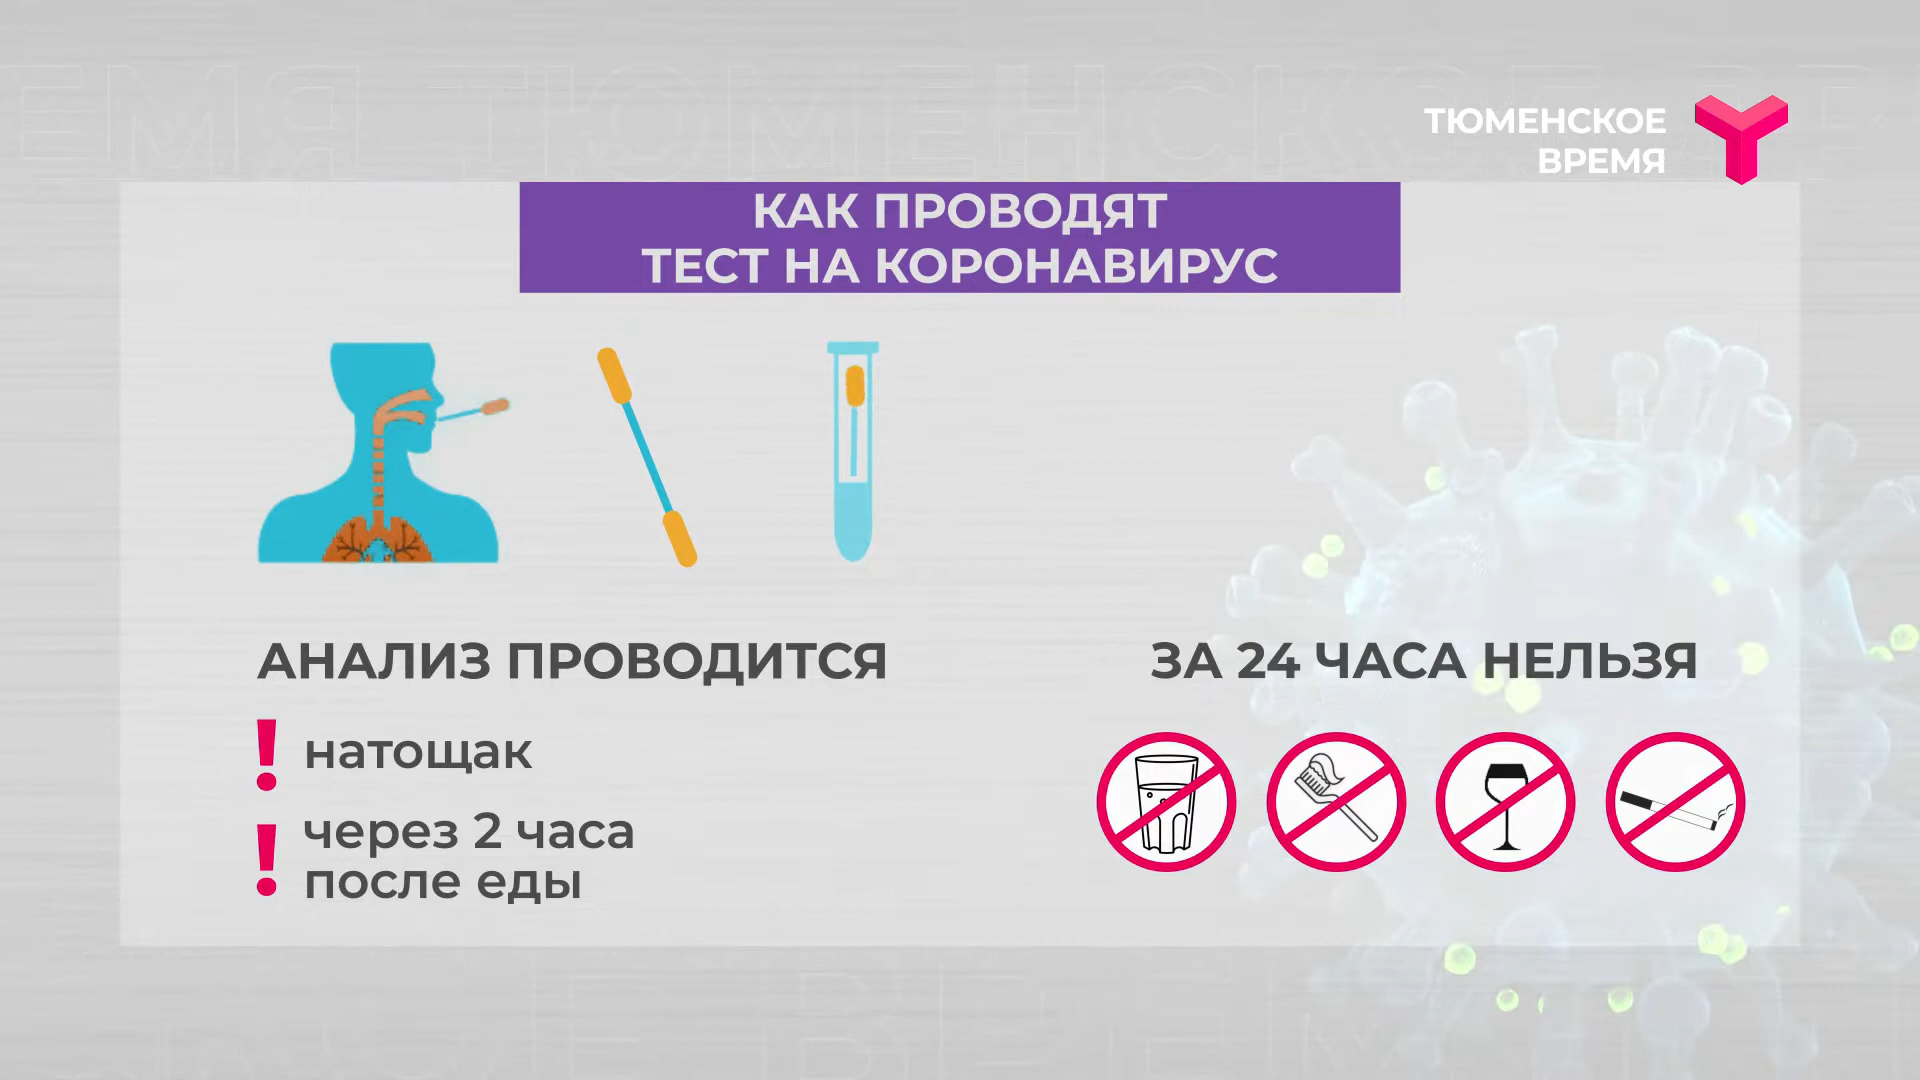 ТЮМЕНСКОЕ
ВРЕМЯ
КАК ПРОВОДЯТ
ТЕСТ НА КОРОНАВИРУС
АНАЛИЗ ПРОВОДИТСЯ
! натощак
! через 2 часа
после еды
ЗА 24 ЧАСА НЕЛЬЗЯ